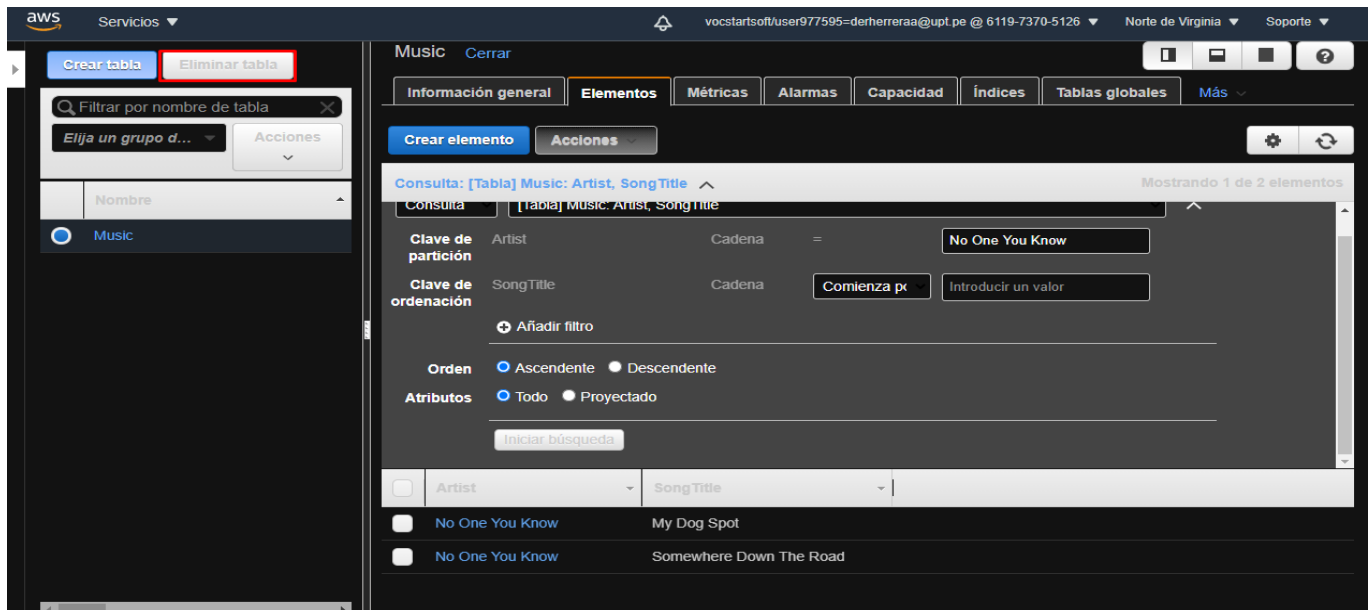 aws Servicios vocstartsoft/user977595=derherreraa@upt.pe @ 6119-7370-5126 Norte de Virginia Soporte
Crear tabla Eliminar tabla
Filtrar por nombre de tabla
Elija un grupo d... Acciones
Nombre
Music
Music Cerrar
Información general Elementos Métricas Alarmas Capacidad Índices Tablas globales Más
Crear elemento Acciones
Consulta: [Tabla] Music: Artist, SongTitle Mostrando 1 de 2 elementos
Consulta [Tabla] Music: Artist, SongTitle
Clave de partición Artist Cadena = No One You Know
Clave de ordenación SongTitle Cadena Comienza po Introducir un valor
Añadir filtro
Orden Ascendente Descendente
Atributos Todo Proyectado
Iniciar búsqueda
Artist SongTitle
No One You Know My Dog Spot
No One You Know Somewhere Down The Road